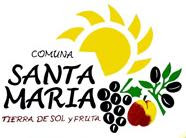 COMUNA
SANTA
MARIA
TIERRA DE SOL y FRUTA